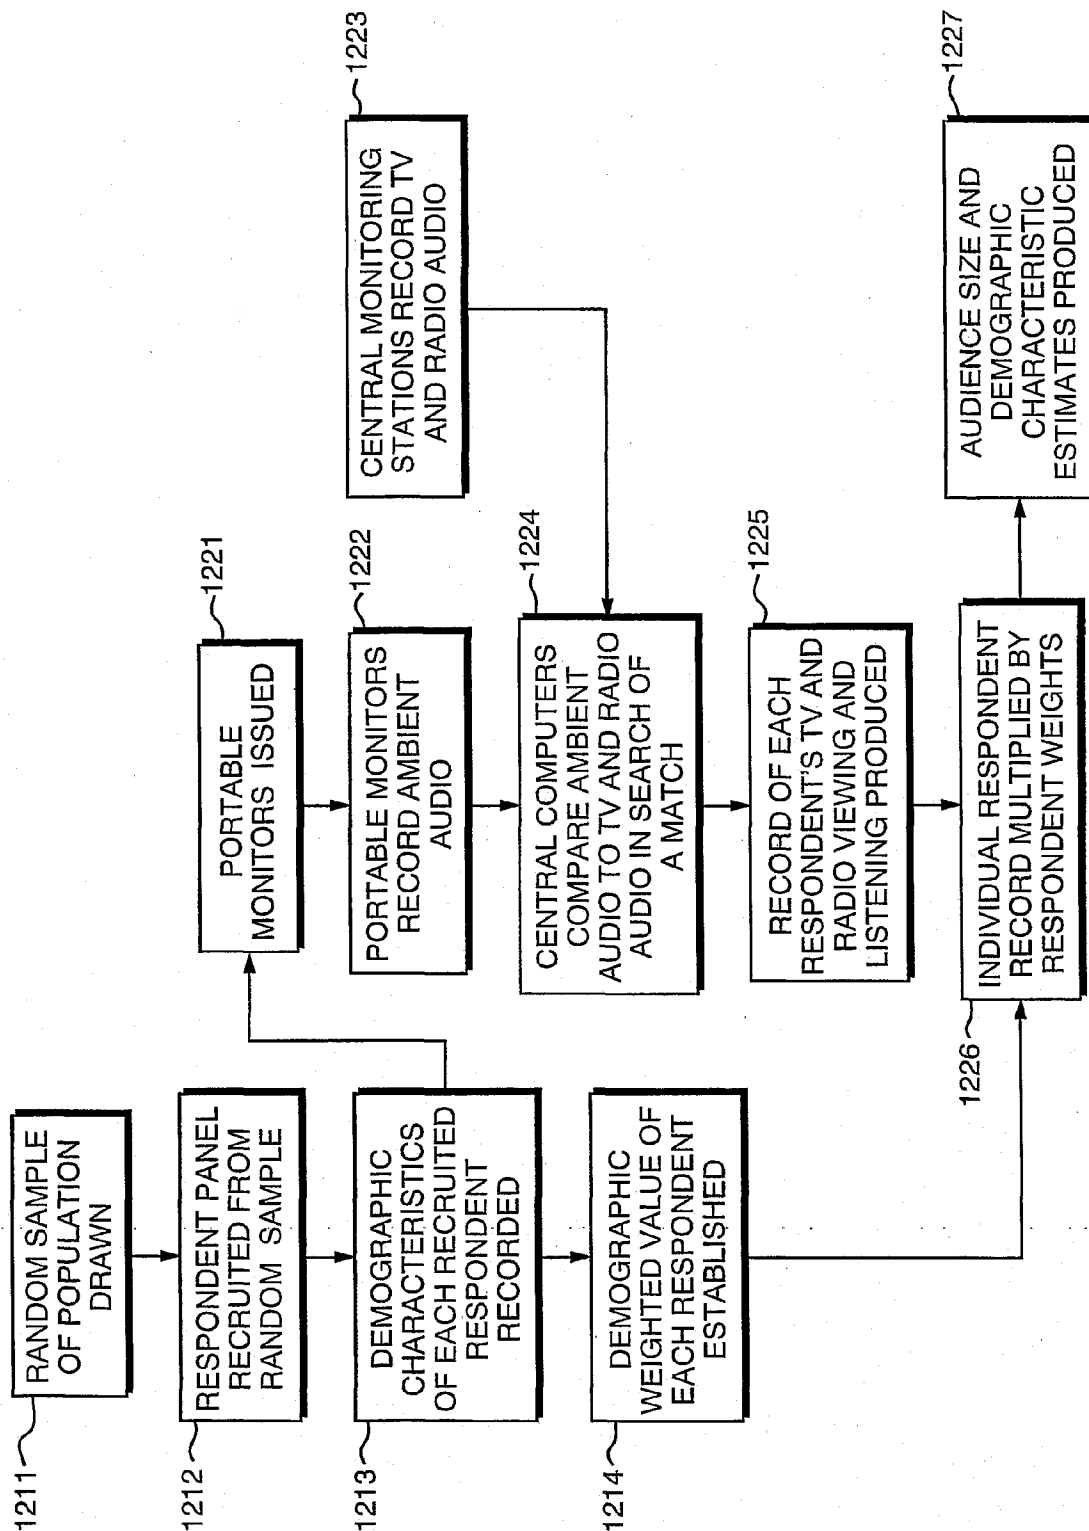 1211
RANDOM SAMPLE
OF POPULATION
DRAWN
1212
RESPONDENT PANEL
RECRUITED FROM
RANDOM SAMPLE
1213
DEMOGRAPHIC
CHARACTERISTICS
OF EACH RECRUITED
RESPONDENT
RECORDED
1214
DEMOGRAPHIC
WEIGHTED VALUE OF
EACH RESPONDENT
ESTABLISHED
1221
PORTABLE
MONITORS ISSUED
1222
PORTABLE MONITORS
RECORD AMBIENT
AUDIO
1223
CENTRAL MONITORING
STATIONS RECORD TV
AND RADIO AUDIO
1224
CENTRAL COMPUTERS
COMPARE AMBIENT
AUDIO TO TV AND RADIO
AUDIO IN SEARCH OF
A MATCH
1225
RECORD OF EACH
RESPONDENT'S TV AND
RADIO VIEWING AND
LISTENING PRODUCED
1226
INDIVIDUAL RESPONDENT
RECORD MULTIPLIED BY
RESPONDENT WEIGHTS
1227
AUDIENCE SIZE AND
DEMOGRAPHIC
CHARACTERISTIC
ESTIMATES PRODUCED